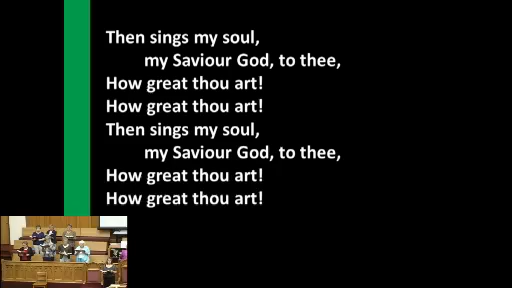 Then sings my soul,
my Saviour God, to thee,
How great thou art!
How great thou art!
Then sings my soul,
my Saviour God, to thee,
How great thou art!
How great thou art!